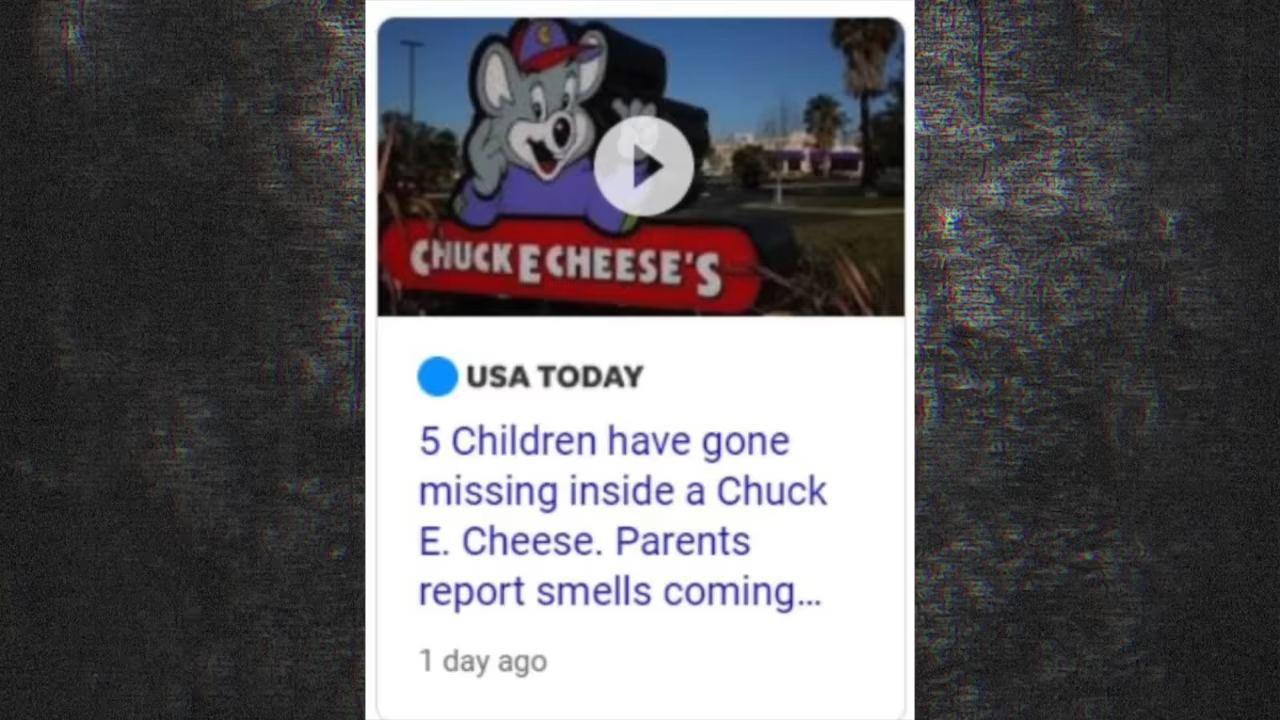 CHUCK E CHEESE'S
USA TODAY
5 Children have gone
missing inside a Chuck
E. Cheese. Parents
report smells coming...
1 day ago